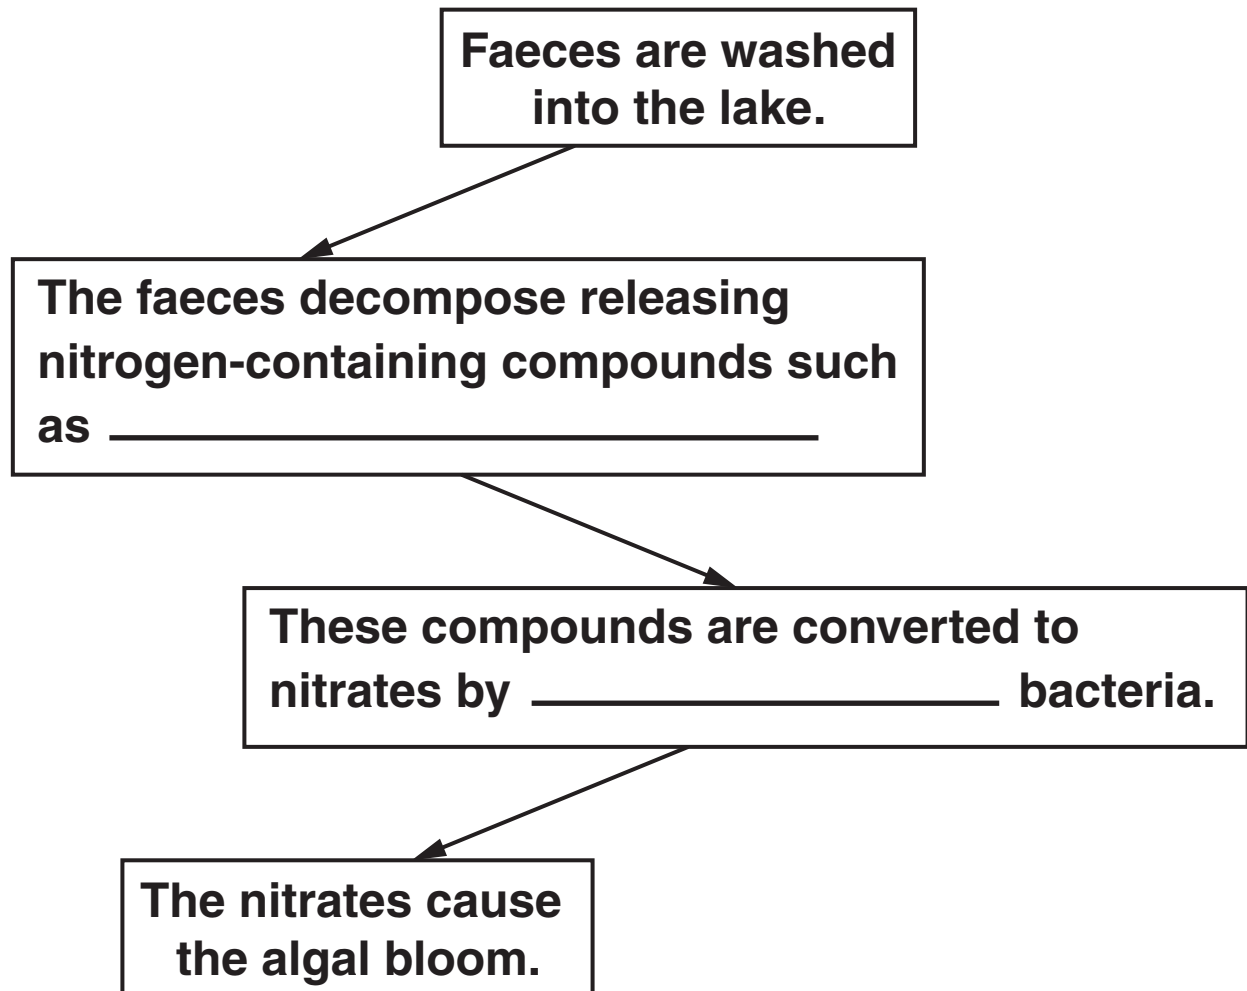 Faeces are washed
into the lake.
The faeces decompose releasing
nitrogen-containing compounds such
as
These compounds are converted to
nitrates by bacteria.
The nitrates cause
the algal bloom.